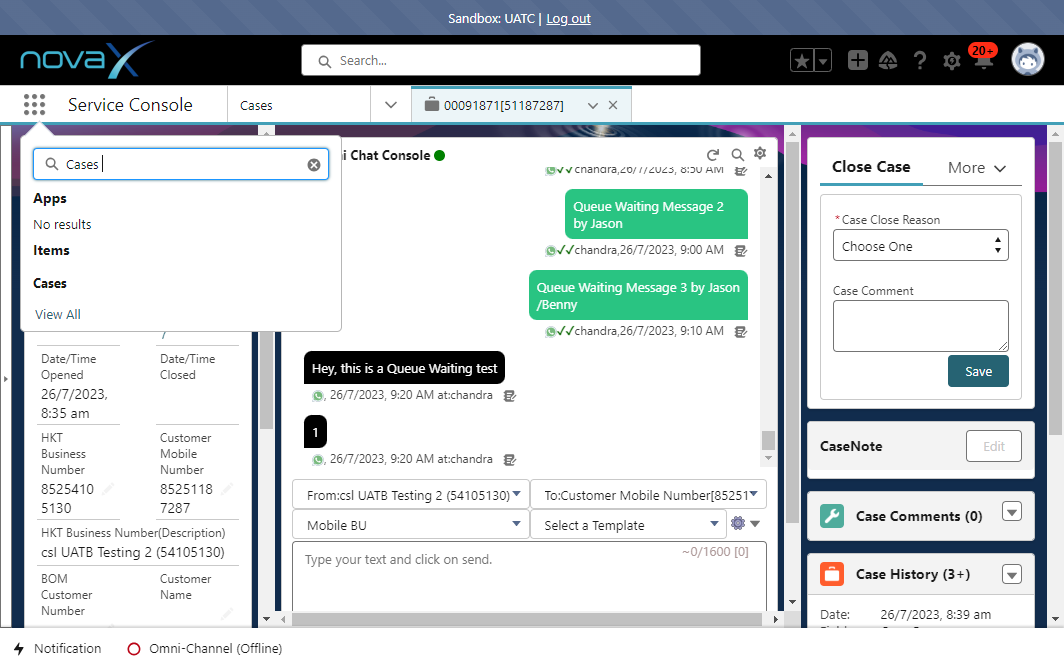 Sandbox: UATC | Log out
novaX
Search...
20+
Service Console
Cases
00091871[51187287]
Cases
Apps
No results
Items
Cases
View All
Date/Time
Opened
26/7/2023,
8:35 am
Date/Time
Closed
HKT
Business
Number
8525410
5130
Customer
Mobile
Number
8525118
7287
HKT Business Number(Description)
csl UATB Testing 2 (54105130)
BOM
Customer
Number
Customer
Name
i Chat Console
chandra,26/7/2023, 8:50 AM
Queue Waiting Message 2
by Jason
chandra,26/7/2023, 9:00 AM
Queue Waiting Message 3 by Jason
/Benny
chandra,26/7/2023, 9:10 AM
Hey, this is a Queue Waiting test
, 26/7/2023, 9:20 AM at:chandra
1
, 26/7/2023, 9:20 AM at:chandra
From:csl UATB Testing 2 (54105130)
To:Customer Mobile Number[85251
Mobile BU
Select a Template
Type your text and click on send.
~0/1600 [0]
Close Case
More
*Case Close Reason
Choose One
Case Comment
Save
CaseNote
Edit
Case Comments (0)
Case History (3+)
Date:
26/7/2023, 8:39 am
Notification
Omni-Channel (Offline)